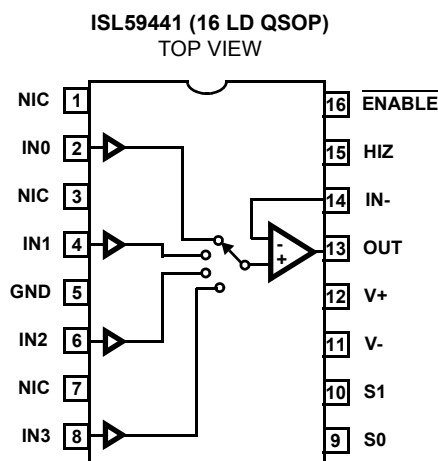 ISL59441 (16 LD QSOP)
TOP VIEW
NIC 1
IN0 2
NIC 3
IN1 4
GND 5
IN2 6
NIC 7
IN3 8
16 ENABLE
15 HIZ
14 IN-
13 OUT
12 V+
11 V-
10 S1
9 S0
-
+